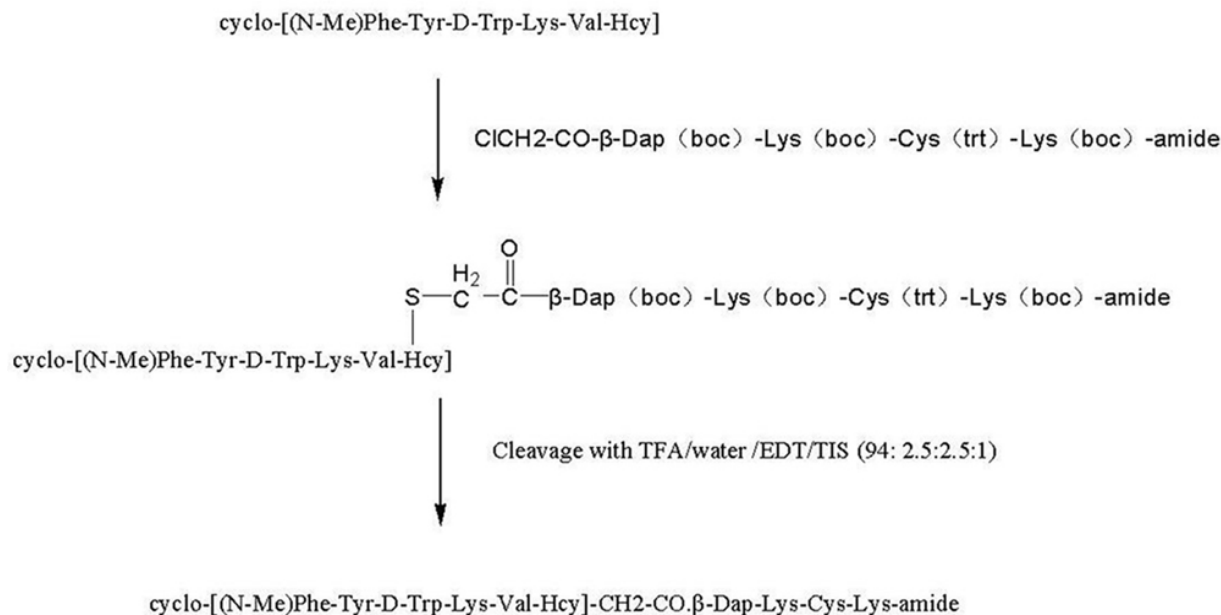 cyclo-[(N-Me)Phe-Tyr-D-Trp-Lys-Val-Hcy]
ClCH2-CO-β-Dap（boc）-Lys（boc）-Cys（trt）-Lys（boc）-amide
O
H2
S—C—C—β-Dap（boc）-Lys（boc）-Cys（trt）-Lys（boc）-amide
cyclo-[(N-Me)Phe-Tyr-D-Trp-Lys-Val-Hcy]
Cleavage with TFA/water /EDT/TIS (94: 2.5:2.5:1)
cyclo-[(N-Me)Phe-Tyr-D-Trp-Lys-Val-Hcy]-CH2-CO.β-Dap-Lys-Cys-Lys-amide